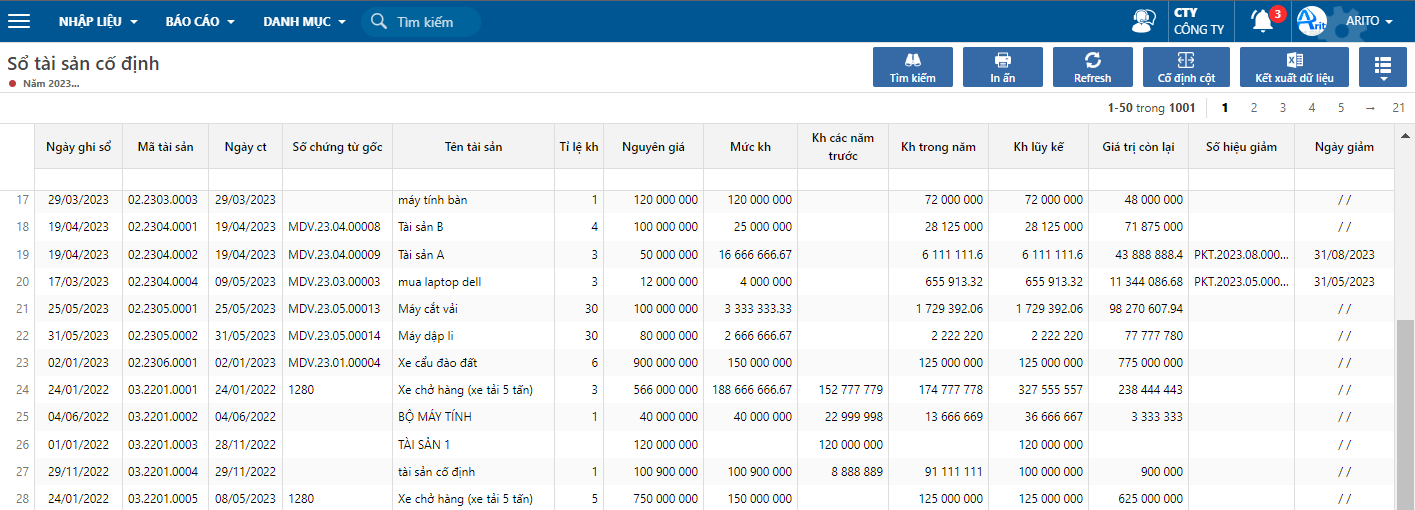 NHẬP LIỆU BÁO CÁO DANH MỤC Tìm kiếm CTY CÔNG TY 3 Arito ARITO
Sổ tài sản cố định
Năm 2023...
Tìm kiếm In ấn Refresh Cố định cột Kết xuất dữ liệu
1-50 trong 1001 1 2 3 4 5 → 21
Ngày ghi sổ Mã tài sản Ngày ct Số chứng từ gốc Tên tài sản Tỉ lệ kh Nguyên giá Mức kh Kh các năm trước Kh trong năm Kh lũy kế Giá trị còn lại Số hiệu giảm Ngày giảm
17 29/03/2023 02.2303.0003 29/03/2023 máy tính bàn 1 120 000 000 120 000 000 72 000 000 72 000 000 48 000 000 / /
18 19/04/2023 02.2304.0001 19/04/2023 MDV.23.04.00008 Tài sản B 4 100 000 000 25 000 000 28 125 000 28 125 000 71 875 000 / /
19 19/04/2023 02.2304.0002 19/04/2023 MDV.23.04.00009 Tài sản A 3 50 000 000 16 666 666.67 6 111 111.6 6 111 111.6 43 888 888.4 PKT.2023.08.000... 31/08/2023
20 17/03/2023 02.2304.0004 09/05/2023 MDV.23.03.00003 mua laptop dell 3 12 000 000 4 000 000 655 913.32 655 913.32 11 344 086.68 PKT.2023.05.000... 31/05/2023
21 25/05/2023 02.2305.0001 25/05/2023 MDV.23.05.00013 Máy cắt vải 30 100 000 000 3 333 333.33 1 729 392.06 1 729 392.06 98 270 607.94 / /
22 31/05/2023 02.2305.0002 31/05/2023 MDV.23.05.00014 Máy dập li 30 80 000 000 2 666 666.67 2 222 220 2 222 220 77 777 780 / /
23 02/01/2023 02.2306.0001 02/01/2023 MDV.23.01.00004 Xe cẩu đào đất 6 900 000 000 150 000 000 125 000 000 125 000 000 775 000 000 / /
24 24/01/2022 03.2201.0001 24/01/2022 1280 Xe chở hàng (xe tải 5 tấn) 3 566 000 000 188 666 666.67 152 777 779 174 777 778 327 555 557 238 444 443 / /
25 04/06/2022 03.2201.0002 04/06/2022 BỘ MÁY TÍNH 1 40 000 000 40 000 000 22 999 998 13 666 669 36 666 667 3 333 333 / /
26 01/01/2022 03.2201.0003 28/11/2022 TÀI SẢN 1 120 000 000 120 000 000 120 000 000 / /
27 29/11/2022 03.2201.0004 29/11/2022 tài sản cố định 1 100 900 000 100 900 000 8 888 889 91 111 111 100 000 000 900 000 / /
28 24/01/2022 03.2201.0005 08/05/2023 1280 Xe chở hàng (xe tải 5 tấn) 5 750 000 000 150 000 000 125 000 000 125 000 000 625 000 000 / /